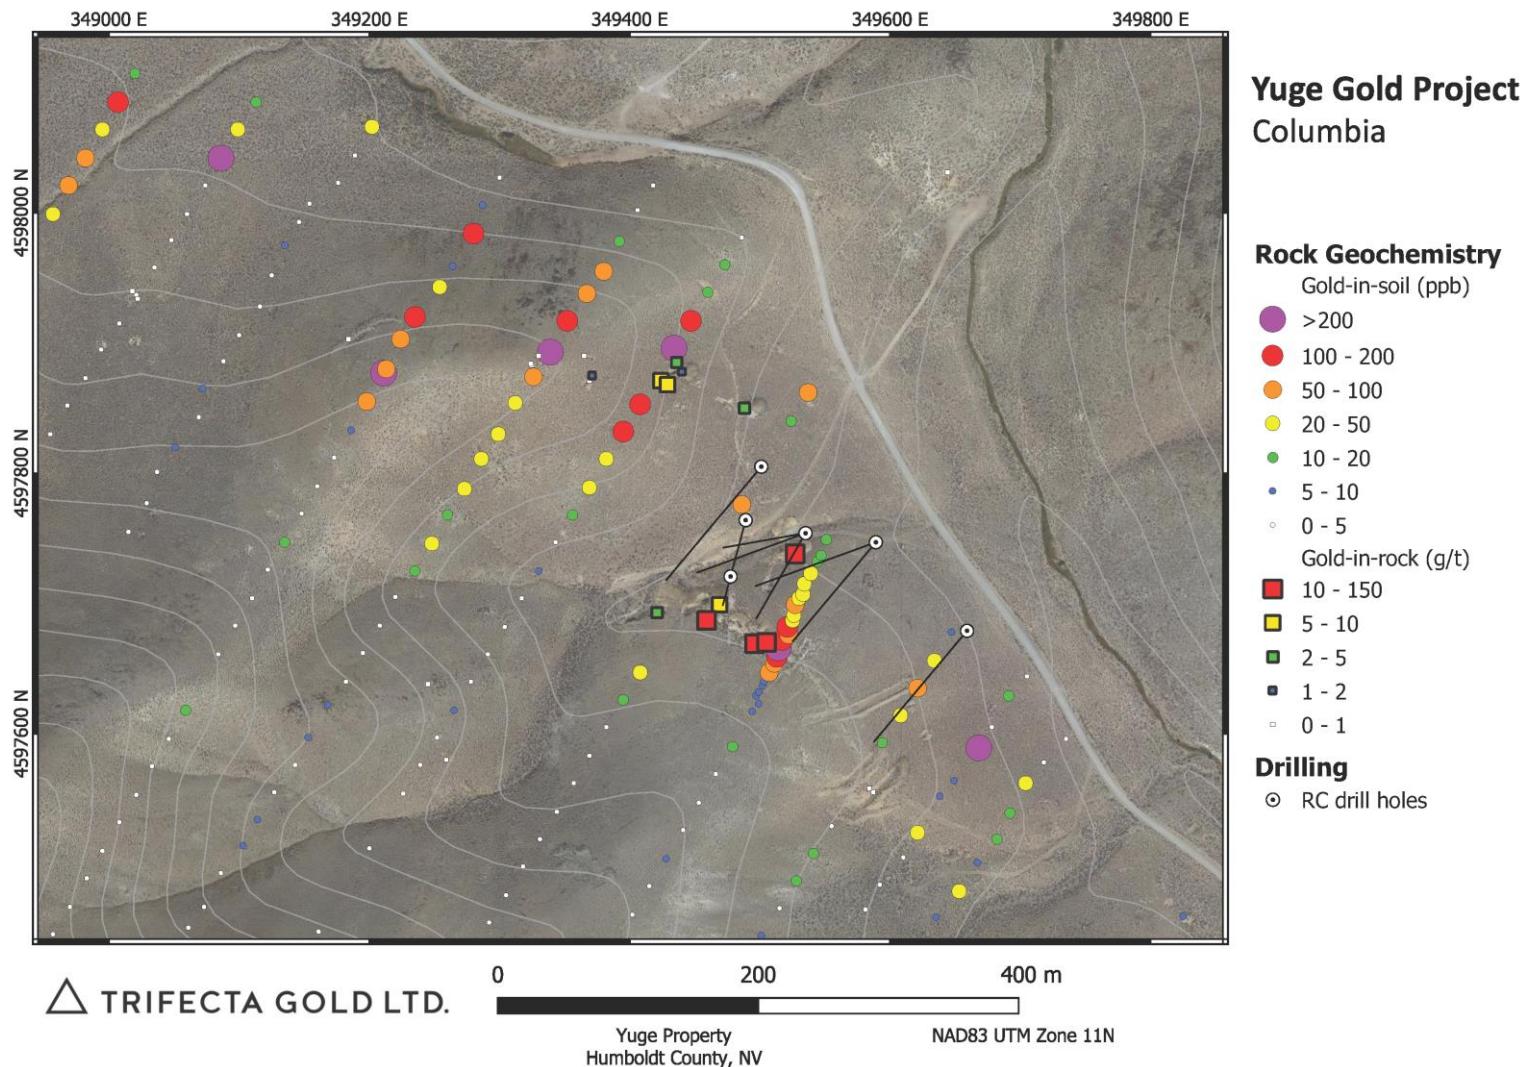 349000 E 349200 E 349400 E 349600 E 349800 E
4598000 N
4597800 N
4597600 N
Yuge Gold Project
Columbia
Rock Geochemistry
Gold-in-soil (ppb)
>200
100 - 200
50 - 100
20 - 50
10 - 20
5 - 10
0 - 5
Gold-in-rock (g/t)
10 - 150
5 - 10
2 - 5
1 - 2
0 - 1
Drilling
RC drill holes
TRIFECTA GOLD LTD.
0 200 400 m
Yuge Property
Humboldt County, NV
NAD83 UTM Zone 11N